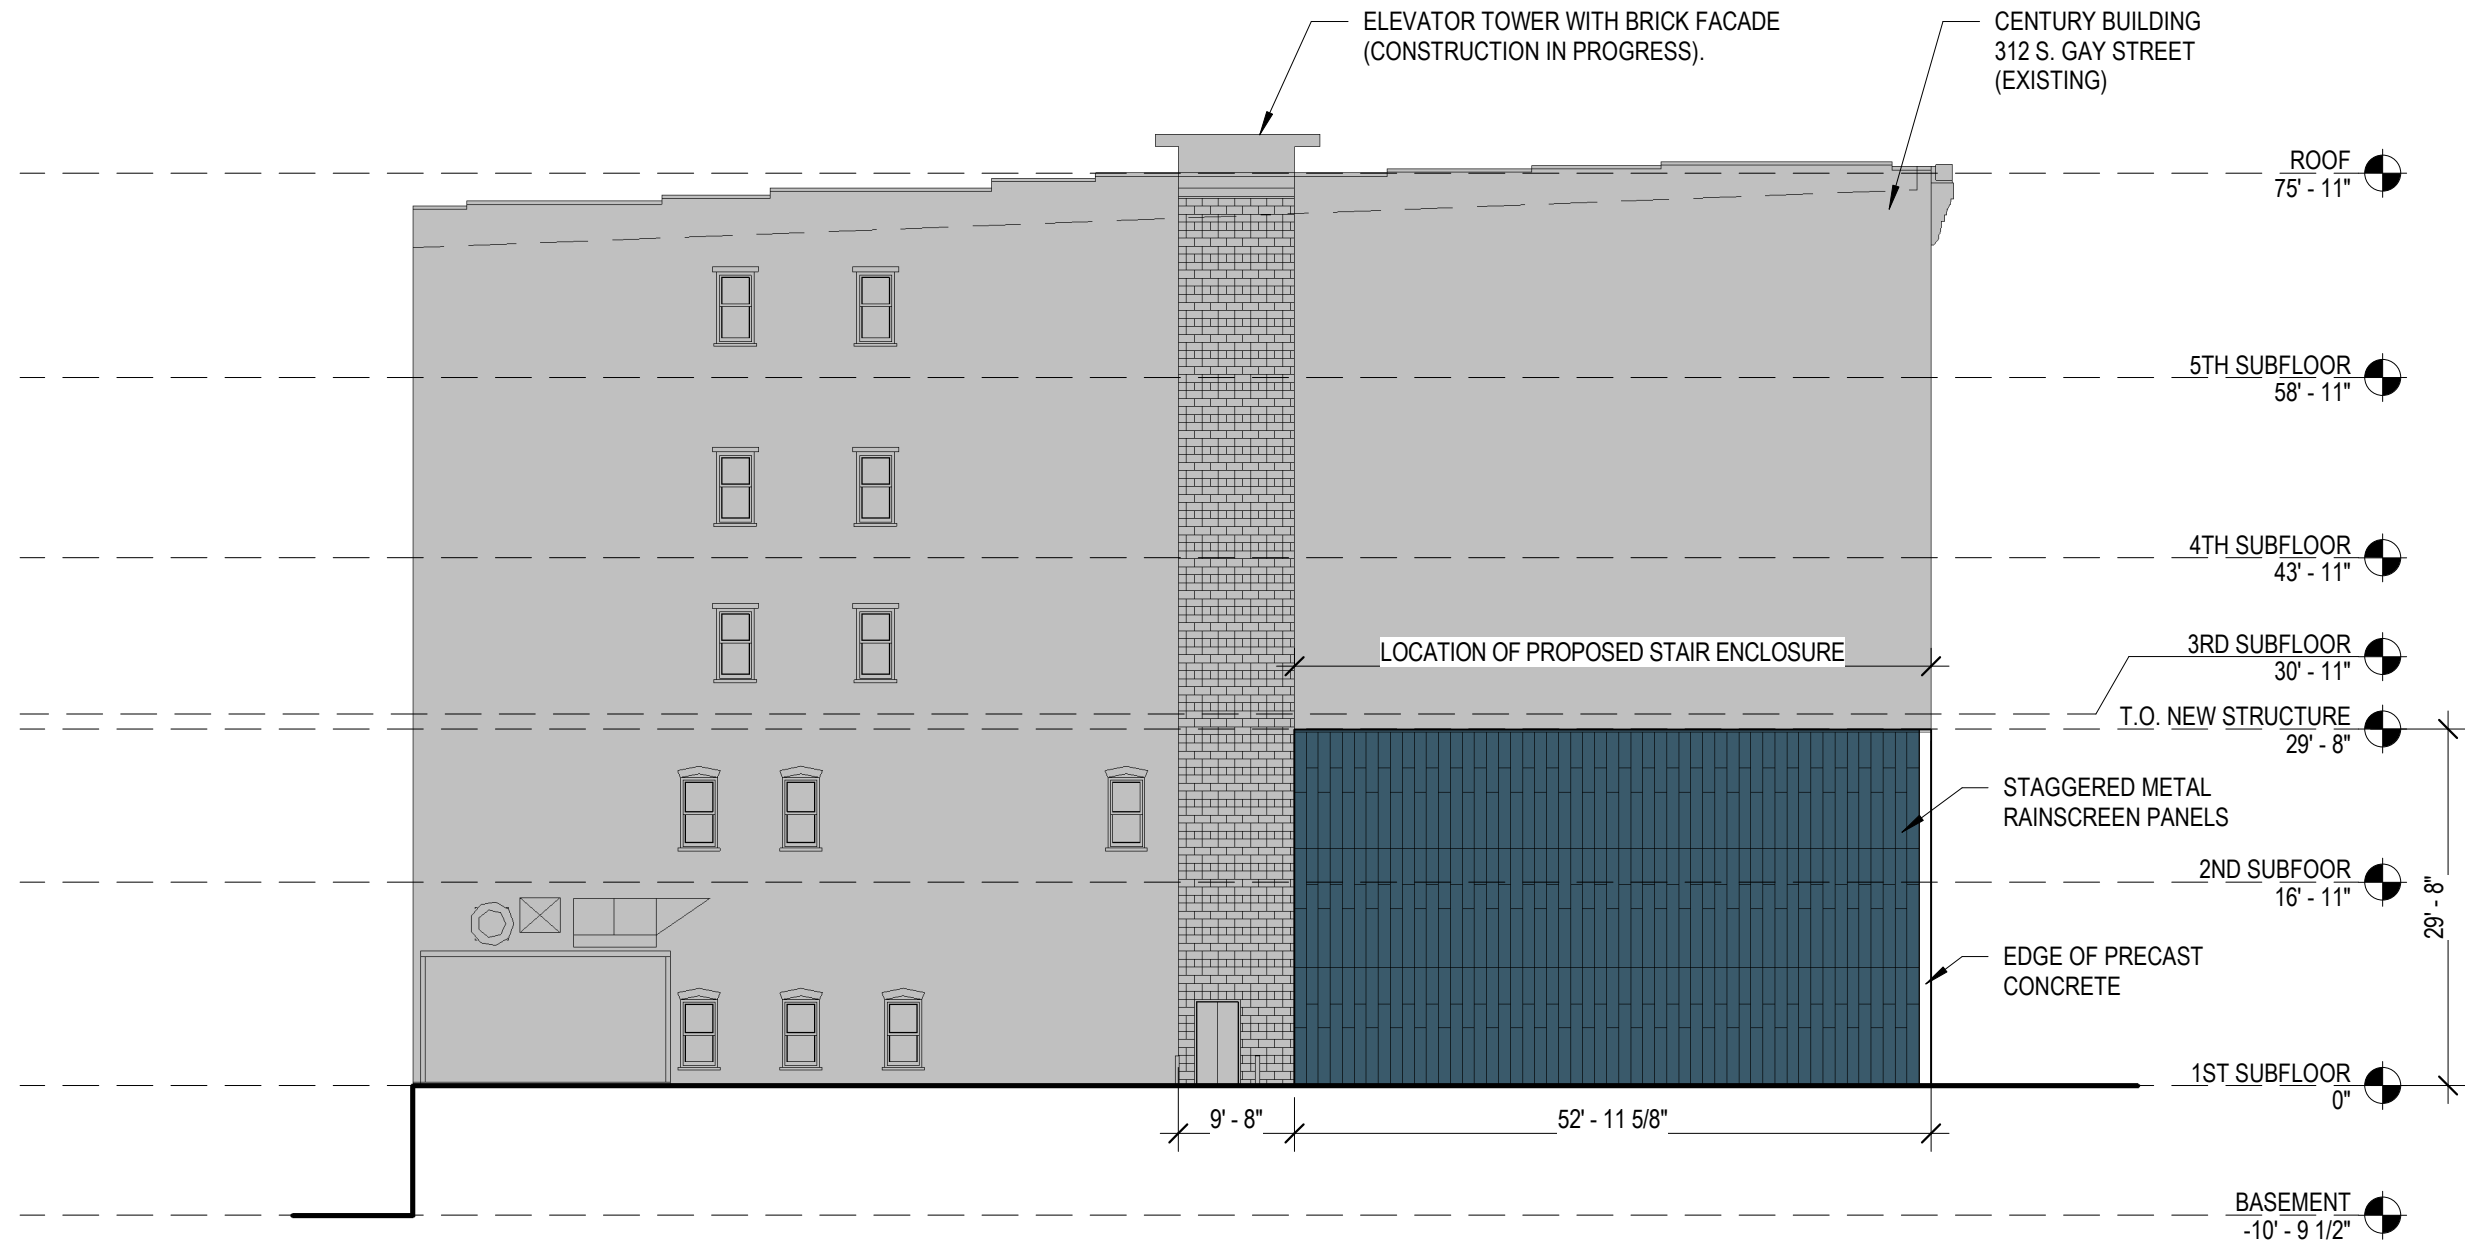 ELEVATOR TOWER WITH BRICK FACADE
(CONSTRUCTION IN PROGRESS).
CENTURY BUILDING
312 S. GAY STREET
(EXISTING)
ROOF
75' - 11"
5TH SUBFLOOR
58' - 11"
4TH SUBFLOOR
43' - 11"
LOCATION OF PROPOSED STAIR ENCLOSURE
3RD SUBFLOOR
30' - 11"
T.O. NEW STRUCTURE
29' - 8"
STAGGERED METAL
RAINSCREEN PANELS
2ND SUBFOOR
16' - 11"
29' - 8"
EDGE OF PRECAST
CONCRETE
1ST SUBFLOOR
0"
9' - 8"
52' - 11 5/8"
BASEMENT
-10' - 9 1/2"